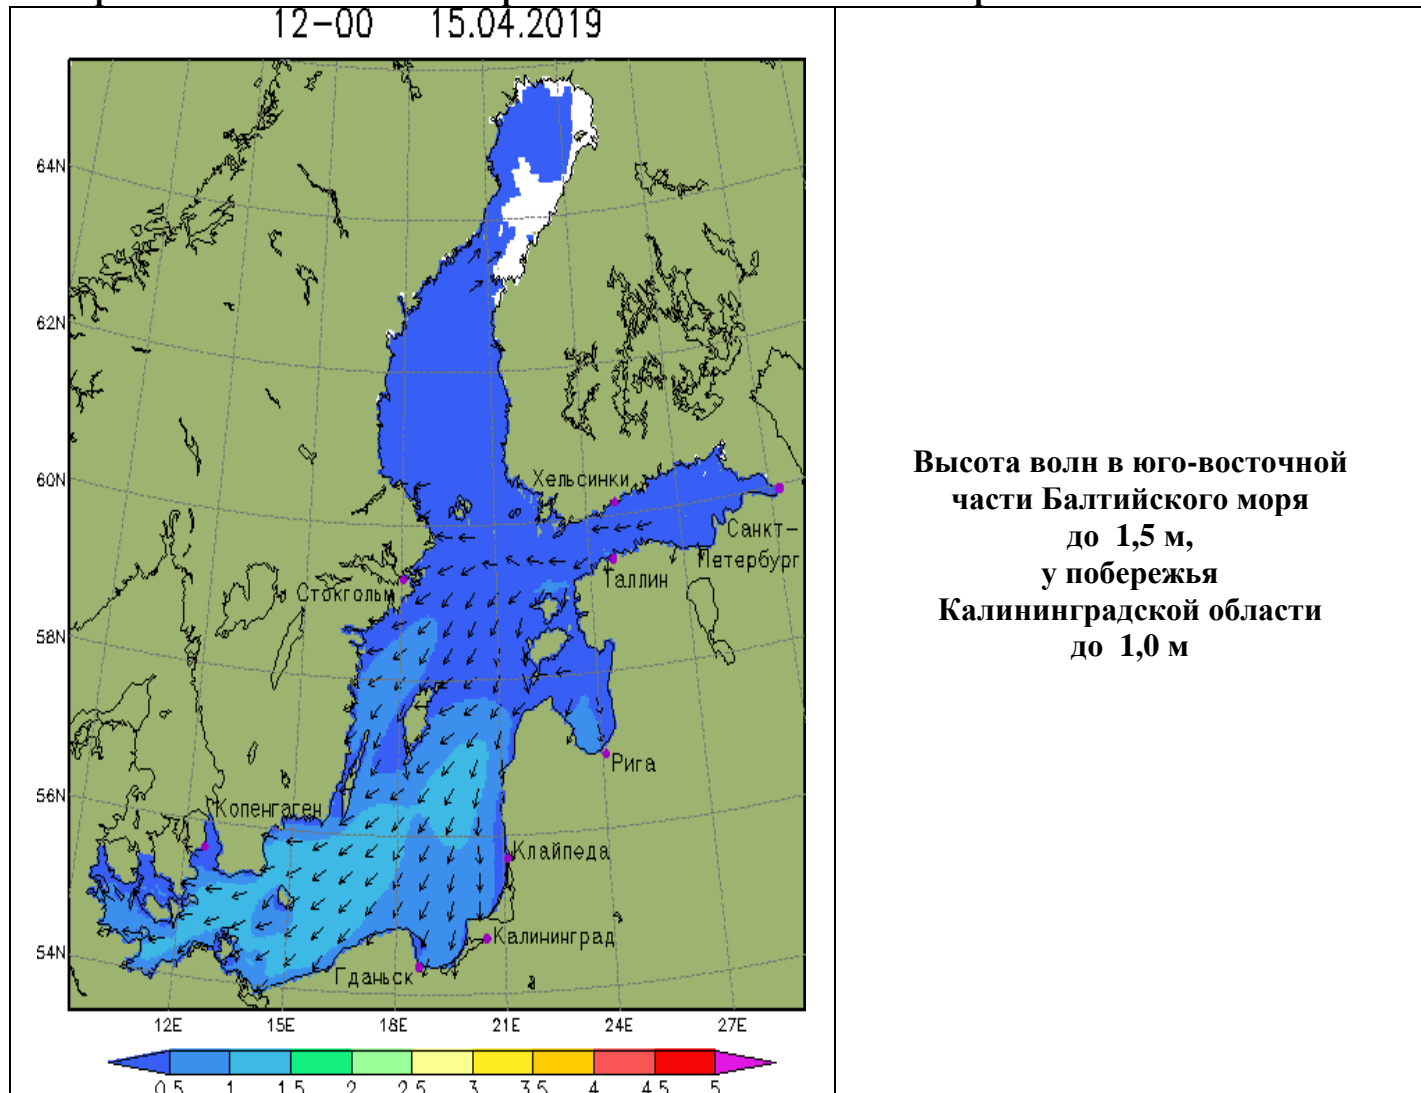 12-00 15.04.2019
64N
62N
60N
58N
56N
54N
Хельсинки
Санкт-
Петербург
Таллин
Стокгольм
Рига
Копенгаген
Клайпеда
Калининград
Гданьск
12E 15E 18E 21E 24E 27E
0.5 1 1.5 2 2.5 3 3.5 4 4.5 5
Высота волн в юго-восточной
части Балтийского моря
до 1,5 м,
у побережья
Калининградской области
до 1,0 м